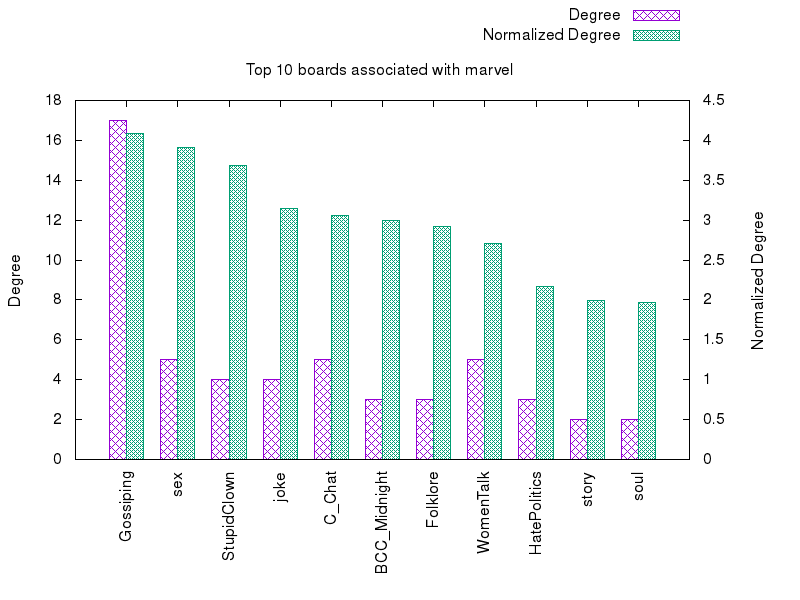 Degree
Normalized Degree
Top 10 boards associated with marvel
18
16
14
12
10
8
6
4
2
0
4.5
4
3.5
3
2.5
2
1.5
1
0.5
0
Degree
Normalized Degree
Gossiping
sex
StupidClown
joke
C_Chat
BCC_Midnight
Folklore
WomenTalk
HatePolitics
story
soul